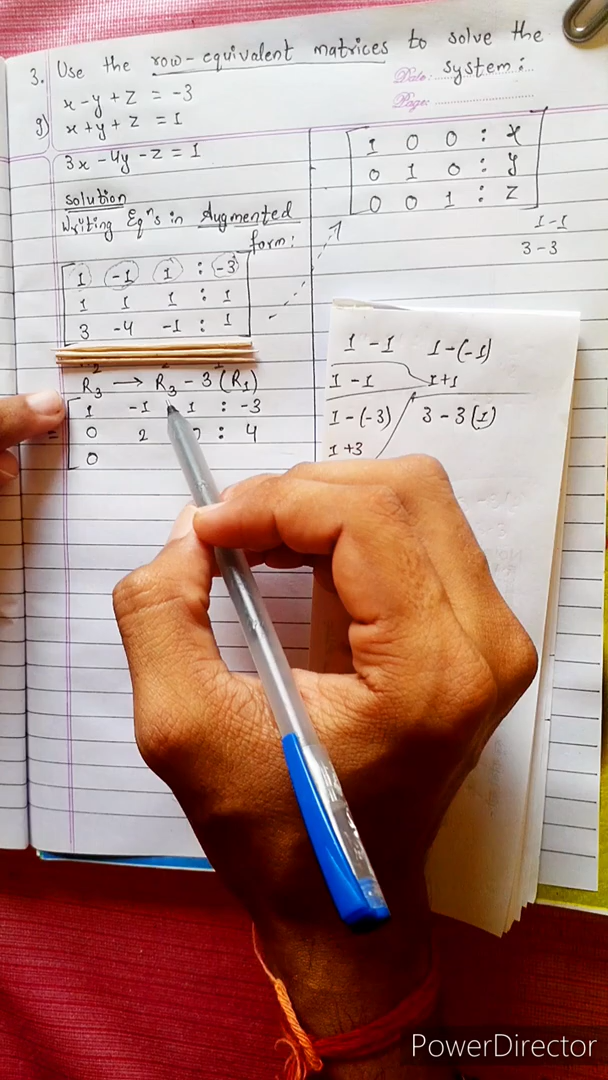 3. Use the row-equivalent matrices to solve the system:
Date:
Page:
g) x - y + z = -3
x + y + z = 1
3x - 4y - z = 1
solution
Writing Eqⁿs in Augmented form:
1 -1 1 : -3
1 1 1 : 1
3 -4 -1 : 1
R₃ → R₃ - 3(R₁)
= 1 -1 1 : -3
0 2 0 : 4
0
1 0 0 : x
0 1 0 : y
0 0 1 : z
1-1
3-3
1 - 1 1-(-1)
1 - 1 1+1
1-(-3) 3-3(1)
1+3
PowerDirector